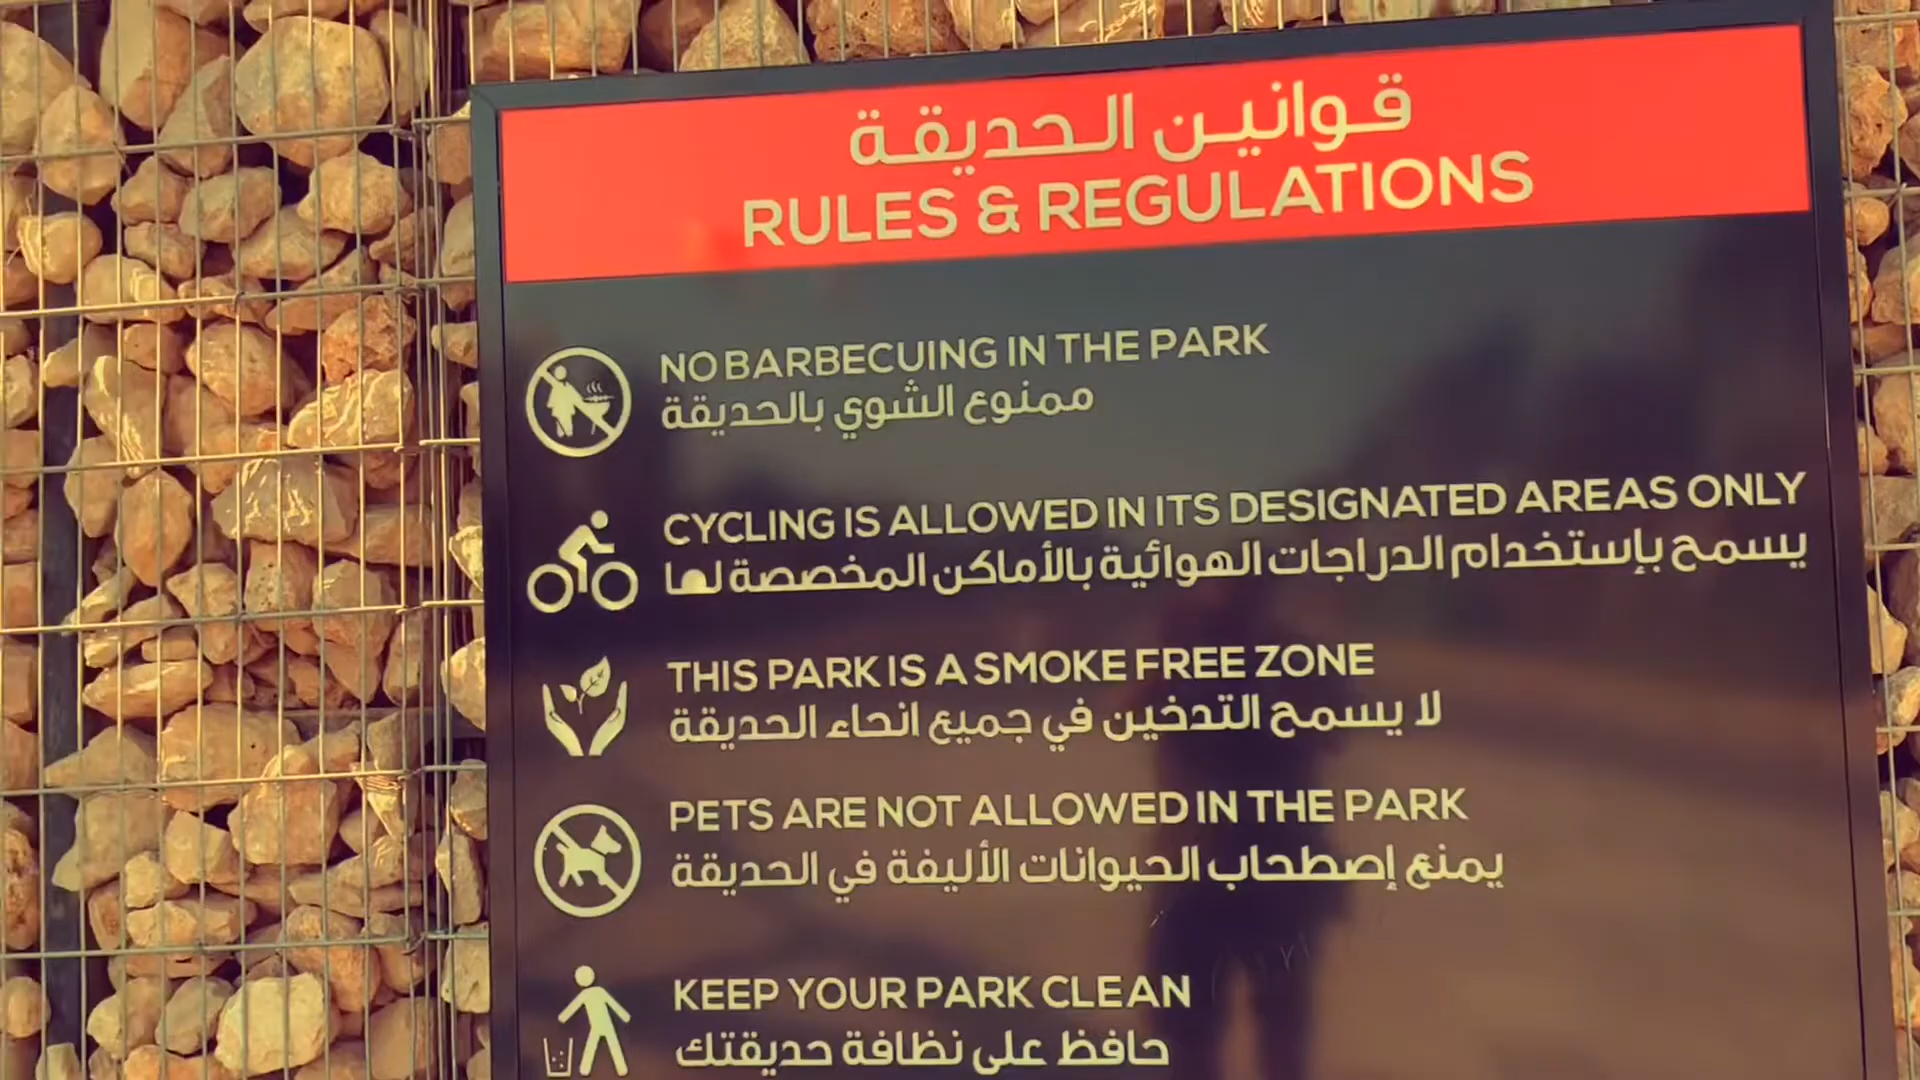 قوانين الحديقة
RULES & REGULATIONS
NO BARBECUING IN THE PARK
ممنوع الشوي بالحديقة
CYCLING IS ALLOWED IN ITS DESIGNATED AREAS ONLY
يسمح بإستخدام الدراجات الهوائية بالأماكن المخصصة لها
THIS PARK IS A SMOKE FREE ZONE
لا يسمح التدخين في جميع انحاء الحديقة
PETS ARE NOT ALLOWED IN THE PARK
يمنع إصطحاب الحيوانات الأليفة في الحديقة
KEEP YOUR PARK CLEAN
حافظ على نظافة حديقتك